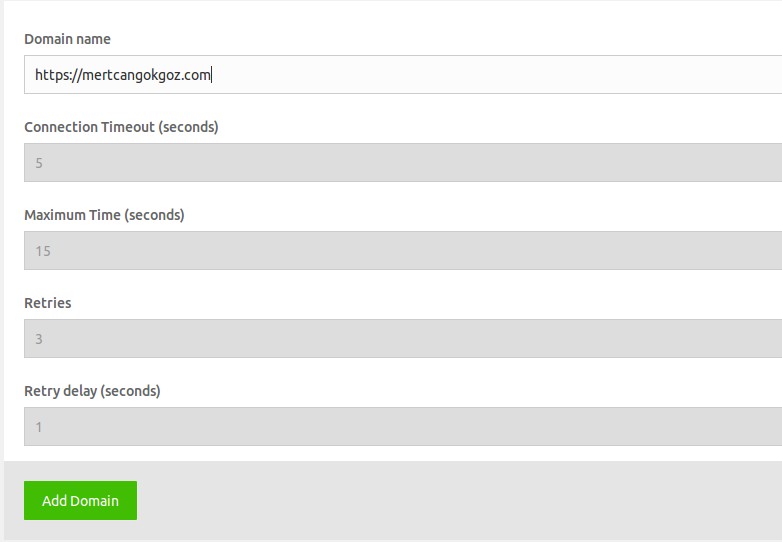 Domain name
https://mertcangokgoz.com
Connection Timeout (seconds)
5
Maximum Time (seconds)
15
Retries
3
Retry delay (seconds)
1
Add Domain